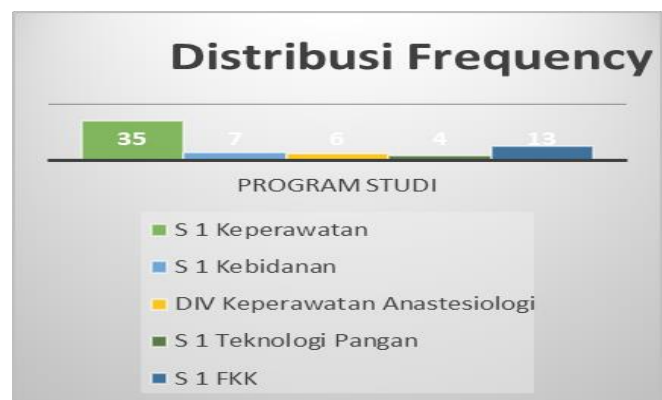 Distribusi Frequency
35 7 6 4 13
PROGRAM STUDI
S 1 Keperawatan
S 1 Kebidanan
DIV Keperawatan Anastesiologi
S 1 Teknologi Pangan
S 1 FKK